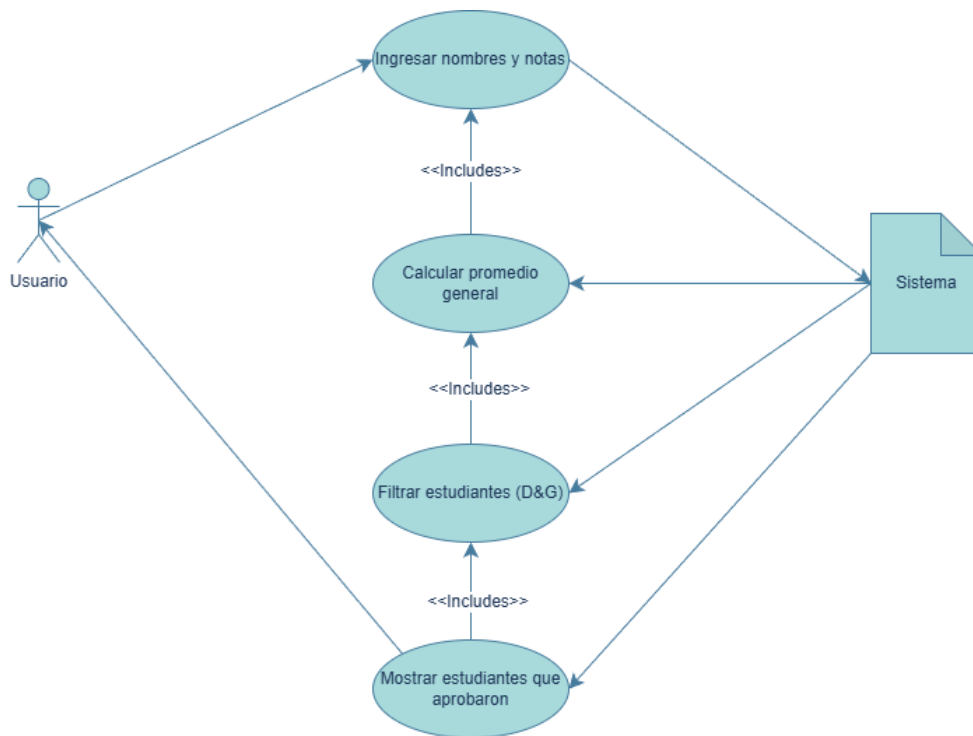 Ingresar nombres y notas
<<Includes>>
Usuario
Calcular promedio
general
Sistema
<<Includes>>
Filtrar estudiantes (D&G)
<<Includes>>
Mostrar estudiantes que
aprobaron